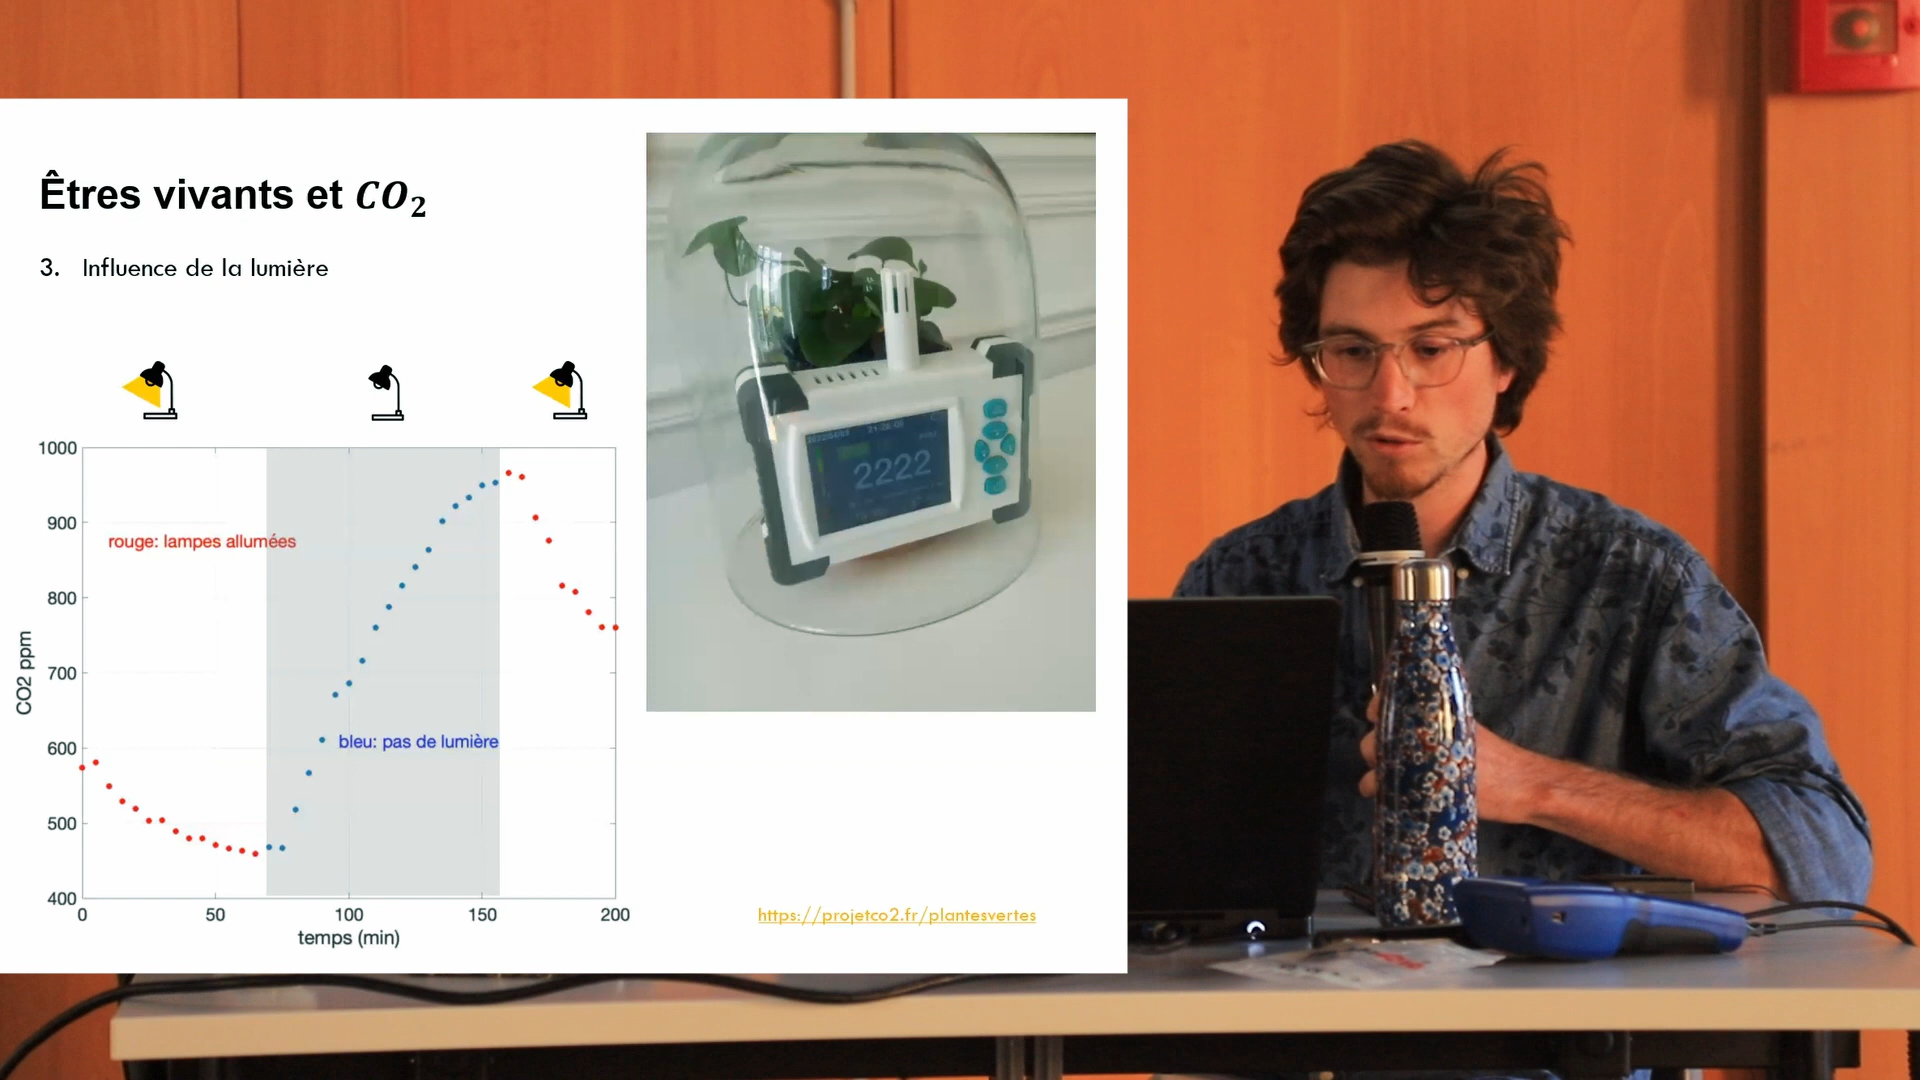 Êtres vivants et CO₂
3. Influence de la lumière
1000
900
800
700
600
500
400
CO2 ppm
rouge: lampes allumées
bleu: pas de lumière
0 50 100 150 200
temps (min)
2222
https://projetco2.fr/plantesvertes